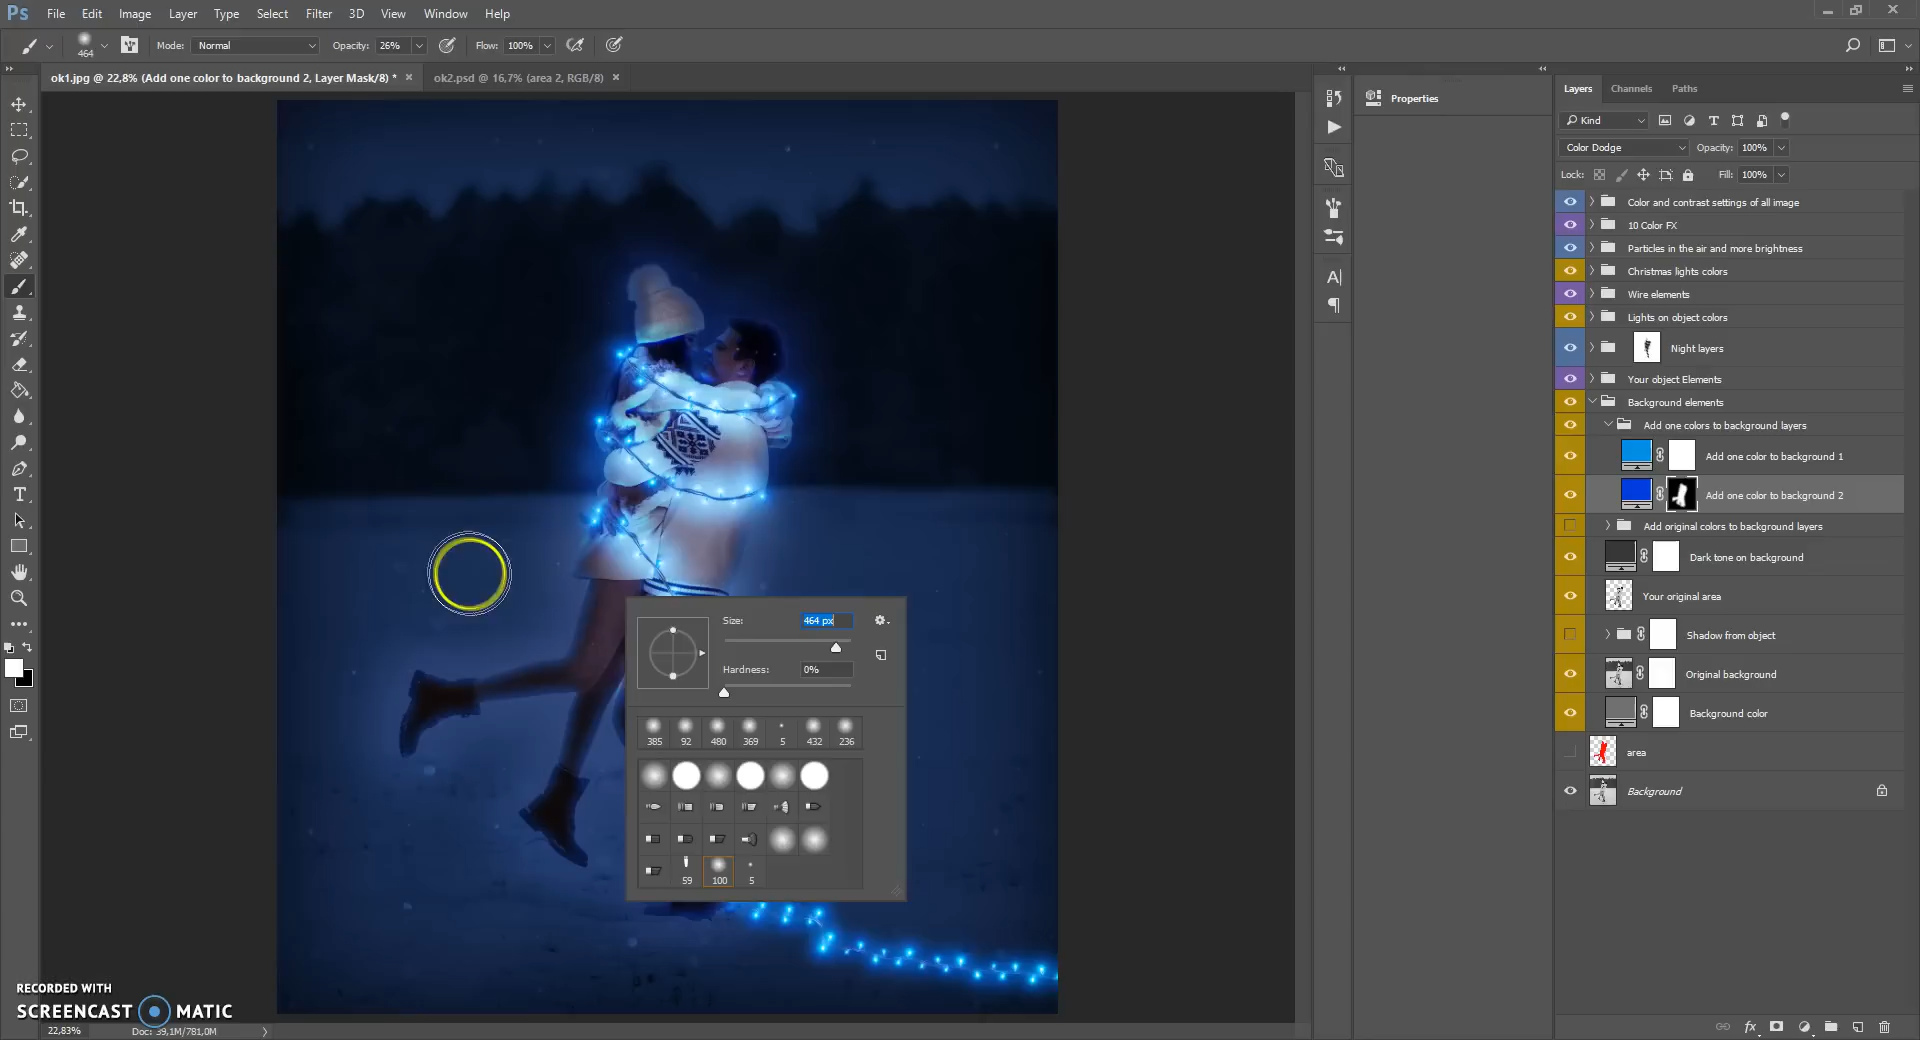 Ps File Edit Image Layer Type Select Filter 3D View Window Help
464 Mode: Normal Opacity: 26% Flow: 100%
ok1.jpg @ 22,8% (Add one color to background 2, Layer Mask/8) * ok2.psd @ 16,7% (area 2, RGB/8)
Properties
Layers Channels Paths
Kind
Color Dodge Opacity: 100%
Lock: Fill: 100%
Color and contrast settings of all image
10 Color FX
Particles in the air and more brightness
Christmas lights colors
Wire elements
Lights on object colors
Night layers
Your object Elements
Background elements
Add one colors to background layers
Add one color to background 1
Add one color to background 2
Add original colors to background layers
Dark tone on background
Your original area
Shadow from object
Original background
Background color
area
Background
Size: 464 px
Hardness: 0%
385 92 480 369 5 432 236
59 100 5
RECORDED WITH
SCREENCAST MATIC
22,83% Doc: 39,1M/781,0M